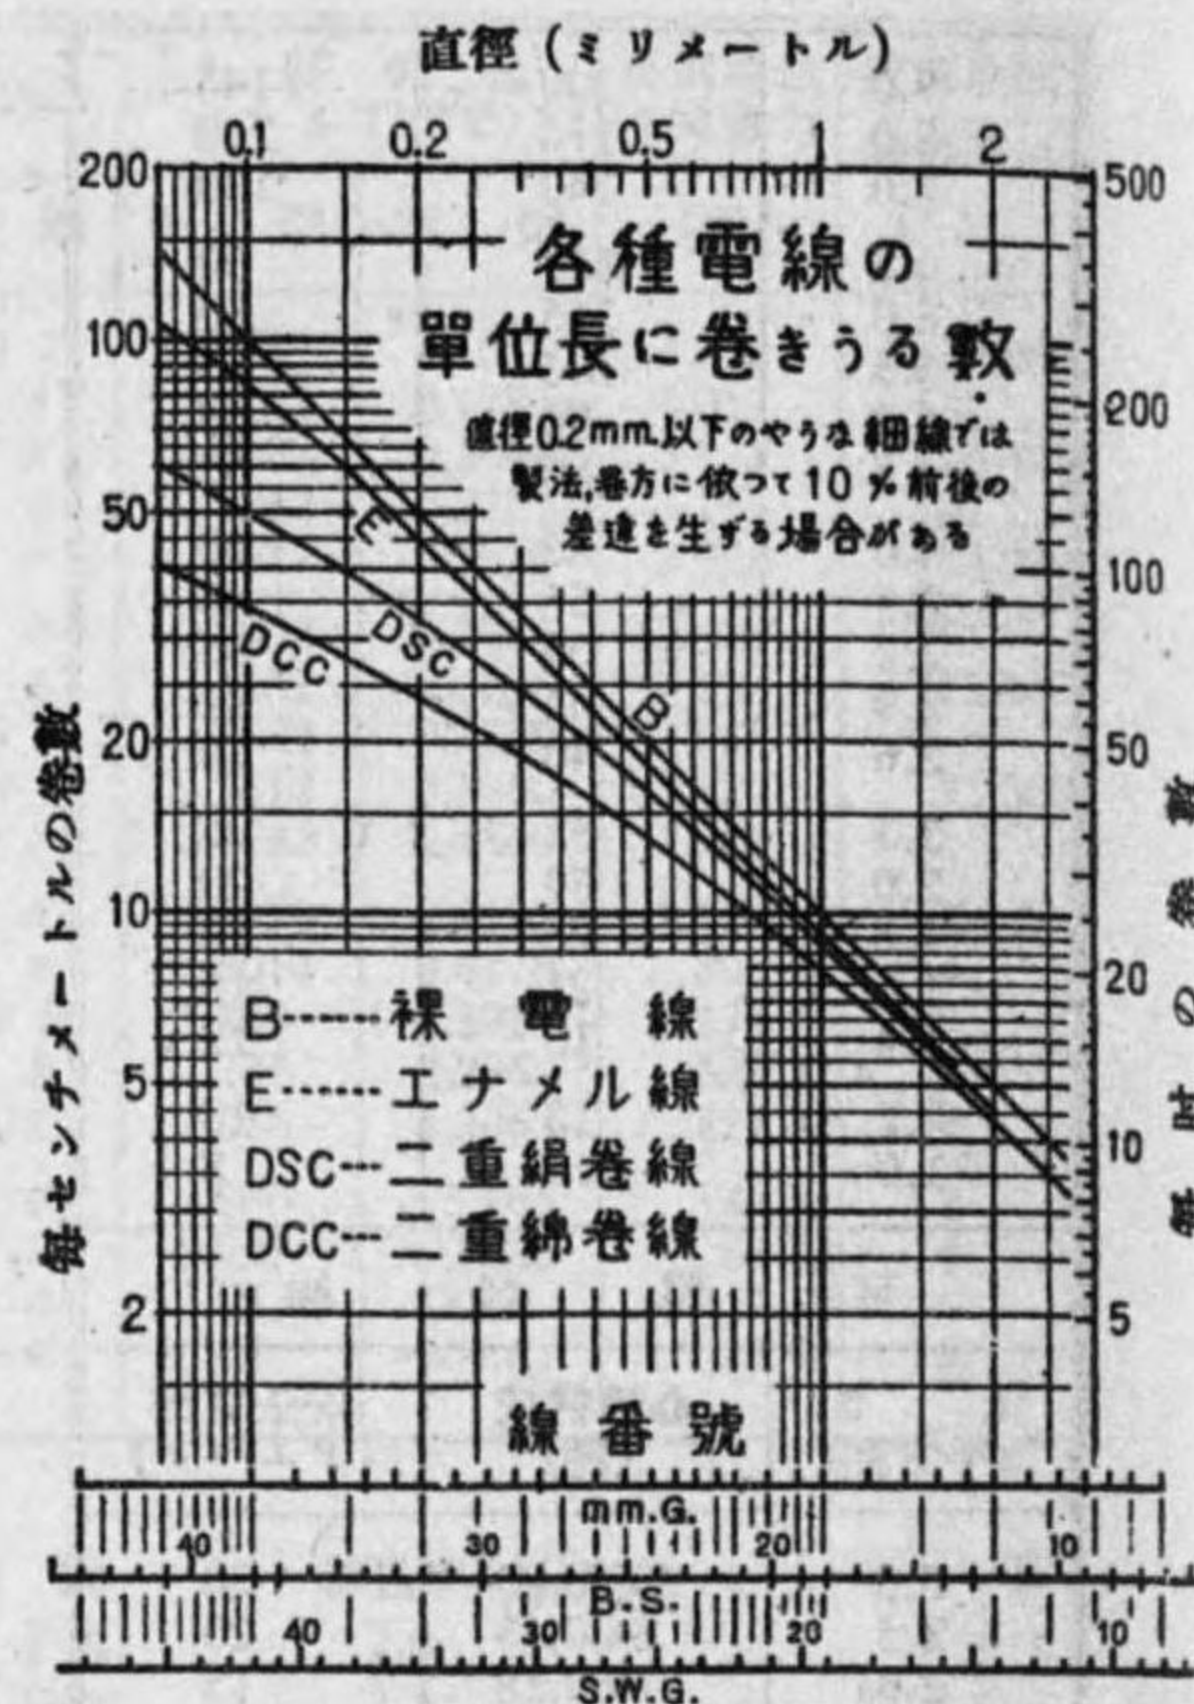 直徑 (ミリメートル)
0.1 0.2 0.5 1 2
200
100
50
20
10
5
2
500
200
100
50
20
10
5
各種電線の
單位長に巻きうる數
直徑0.2mm.以下のやうな細線では
製法,巻方に依つて10%前後の
差違を生ずる場合がある
E
DSC
DCC
B
毎センチメートルの巻數
毎吋の巻數
B------裸電線
E------エナメル線
DSC---二重絹巻線
DCC---二重綿巻線
線番號
mm.G.
40 30 20 10
B.S.
40 30 20 10
S.W.G.